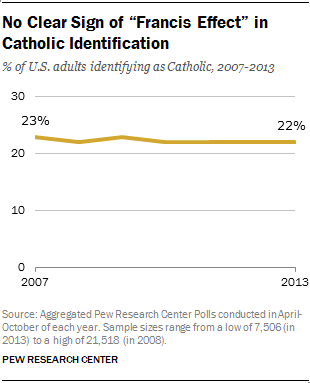 No Clear Sign of “Francis Effect” in
Catholic Identification
% of U.S. adults identifying as Catholic, 2007-2013
30
23%
22%
20
10
0
2007
2013
Source: Aggregated Pew Research Center Polls conducted in April-
October of each year. Sample sizes range from a low of 7,506 (in
2013) to a high of 21,518 (in 2008).
PEW RESEARCH CENTER